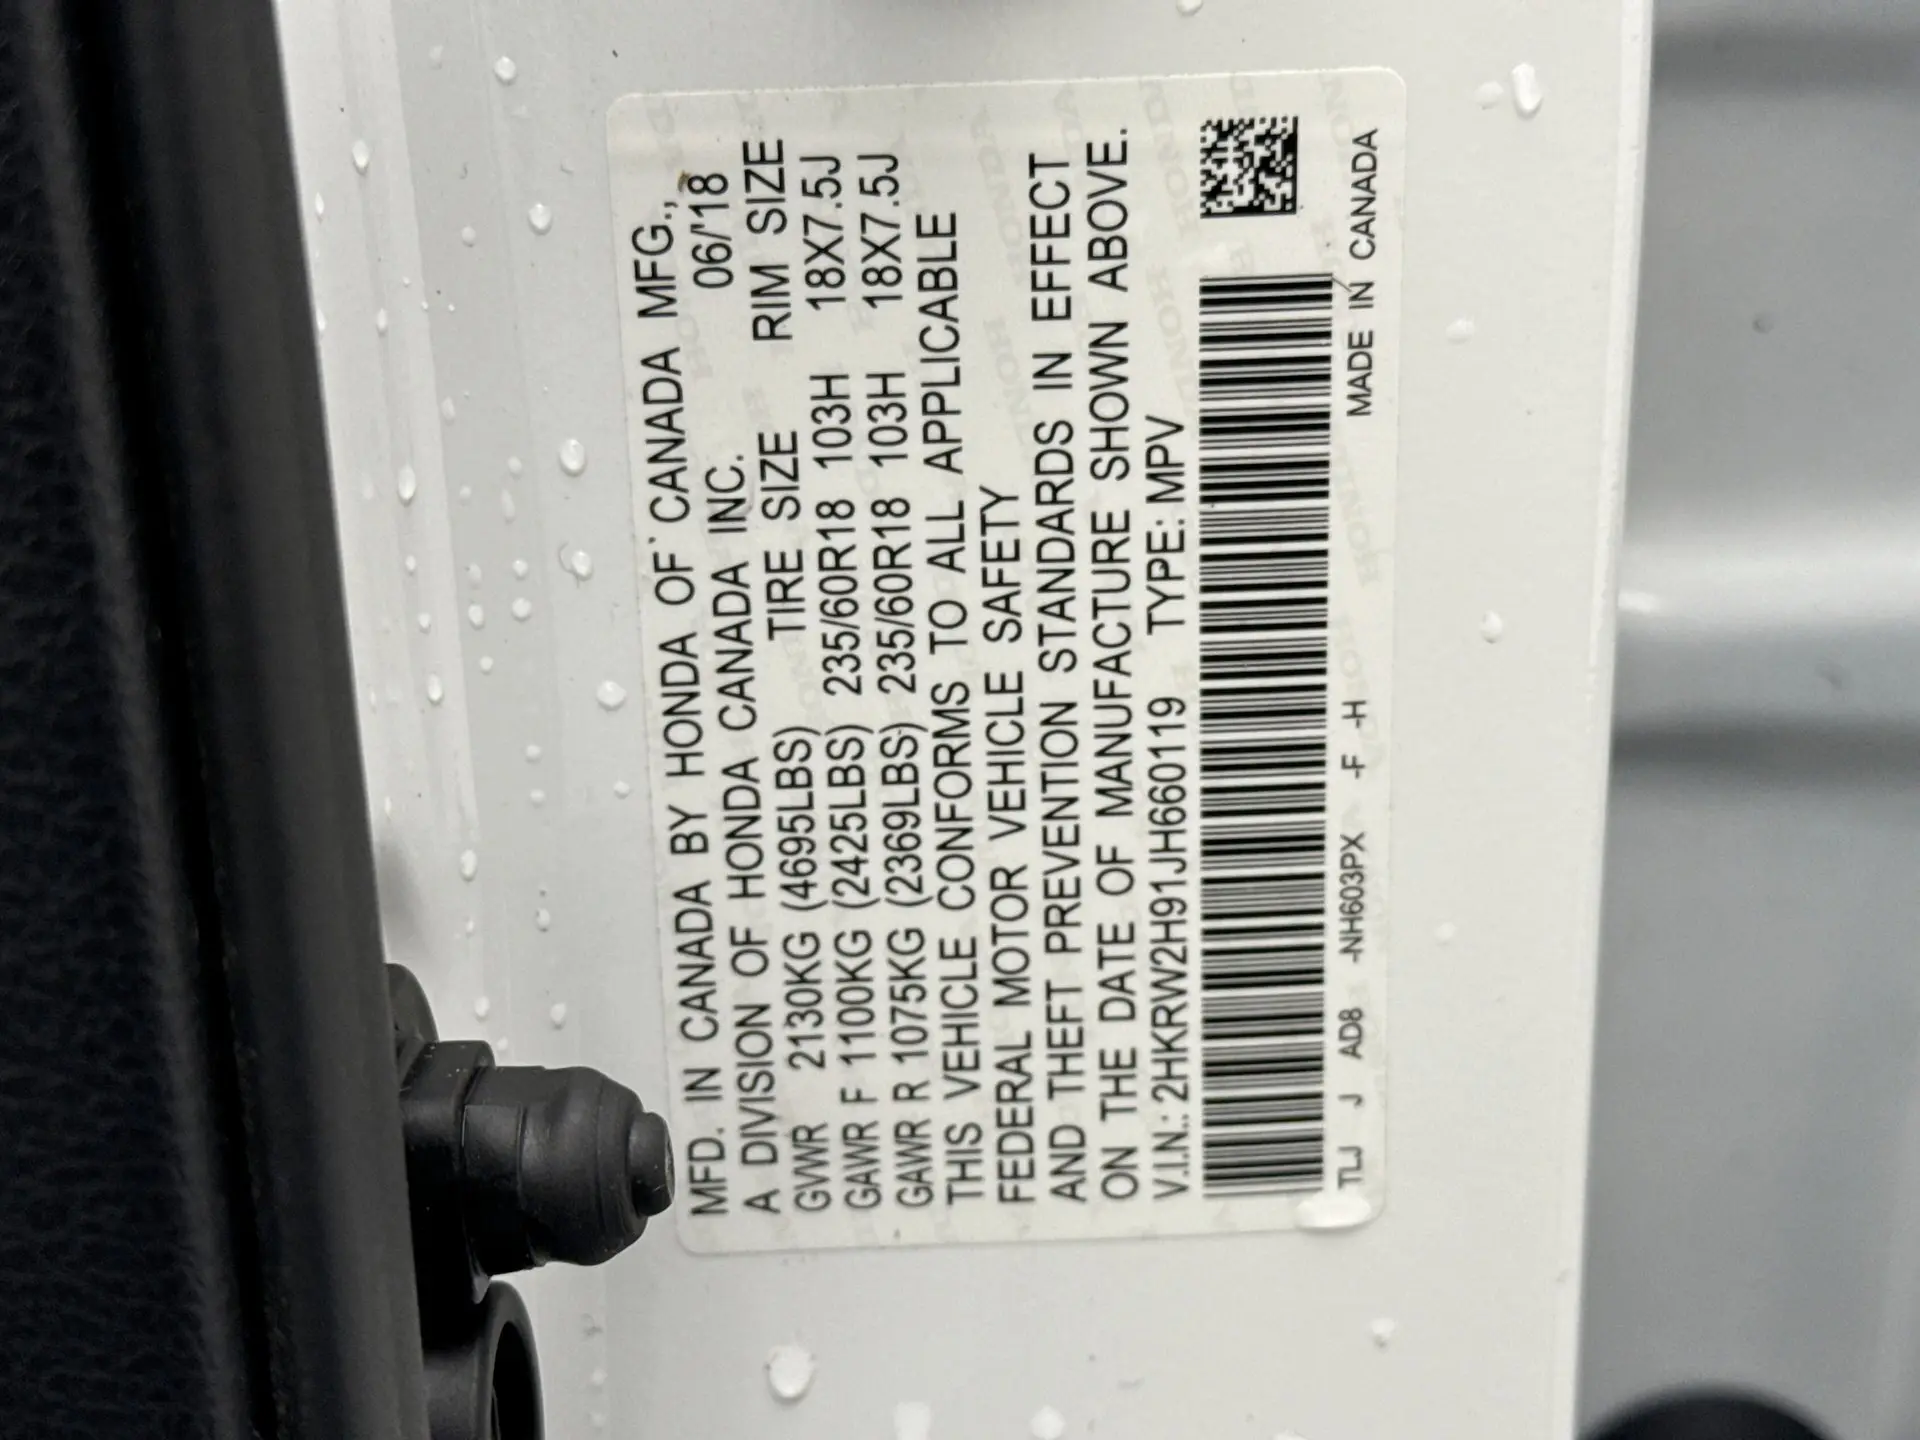 MFD. IN CANADA BY HONDA OF CANADA MFG.,
A DIVISION OF HONDA CANADA INC. 06/'18
TIRE SIZE RIM SIZE
GVWR 2130KG (4695LBS)
GAWR F 1100KG (2425LBS) 235/60R18 103H 18X7.5J
GAWR R 1075KG (2369LBS) 235/60R18 103H 18X7.5J
THIS VEHICLE CONFORMS TO ALL APPLICABLE
FEDERAL MOTOR VEHICLE SAFETY
AND THEFT PREVENTION STANDARDS IN EFFECT
ON THE DATE OF MANUFACTURE SHOWN ABOVE.
V.I.N.: 2HKRW2H91JH660119 TYPE: MPV
TLJ J AD8 -NH603PX -F -H MADE IN CANADA